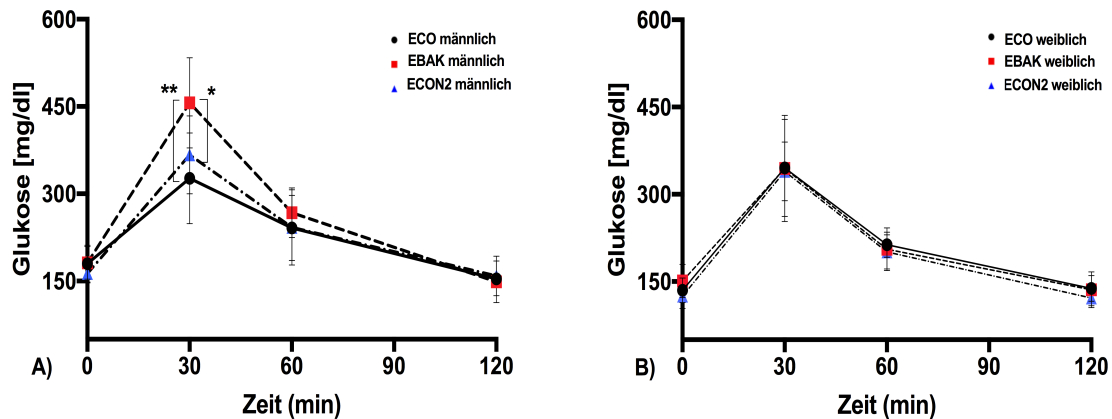 600
450
300
150
Glukose [mg/dl]
ECO männlich
EBAK männlich
ECON2 männlich
** *
0 30 60 90 120
A)
Zeit (min)
600
450
300
150
Glukose [mg/dl]
ECO weiblich
EBAK weiblich
ECON2 weiblich
0 30 60 90 120
B)
Zeit (min)